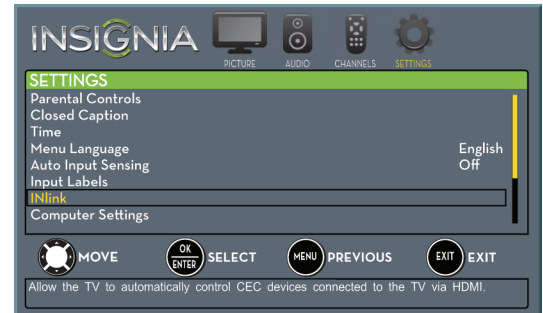 INSIGNIA
PICTURE AUDIO CHANNELS SETTINGS
SETTINGS
Parental Controls
Closed Caption
Time
Menu Language English
Auto Input Sensing Off
Input Labels
INlink
Computer Settings
MOVE OK ENTER SELECT MENU PREVIOUS EXIT EXIT
Allow the TV to automatically control CEC devices connected to the TV via HDMI.